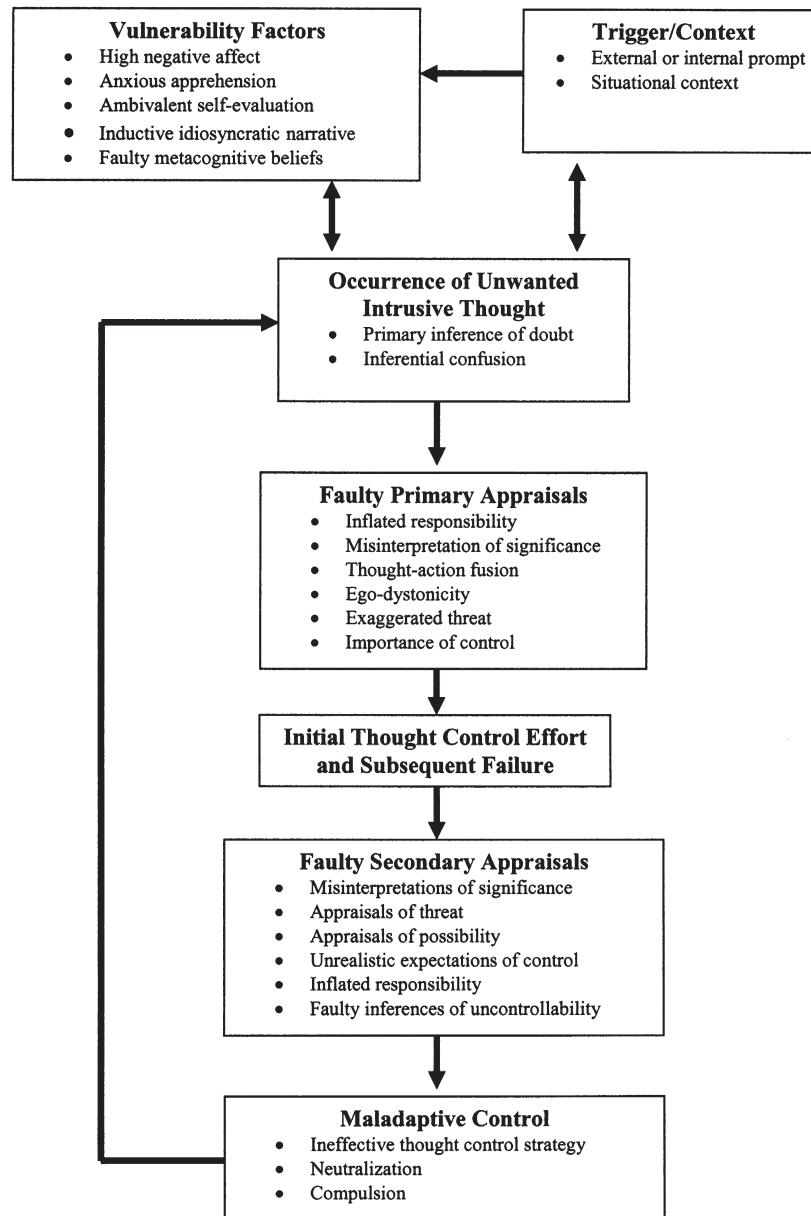 Vulnerability Factors
• High negative affect
• Anxious apprehension
• Ambivalent self-evaluation
• Inductive idiosyncratic narrative
• Faulty metacognitive beliefs
Trigger/Context
• External or internal prompt
• Situational context
Occurrence of Unwanted
Intrusive Thought
• Primary inference of doubt
• Inferential confusion
Faulty Primary Appraisals
• Inflated responsibility
• Misinterpretation of significance
• Thought-action fusion
• Ego-dystonicity
• Exaggerated threat
• Importance of control
Initial Thought Control Effort
and Subsequent Failure
Faulty Secondary Appraisals
• Misinterpretations of significance
• Appraisals of threat
• Appraisals of possibility
• Unrealistic expectations of control
• Inflated responsibility
• Faulty inferences of uncontrollability
Maladaptive Control
• Ineffective thought control strategy
• Neutralization
• Compulsion